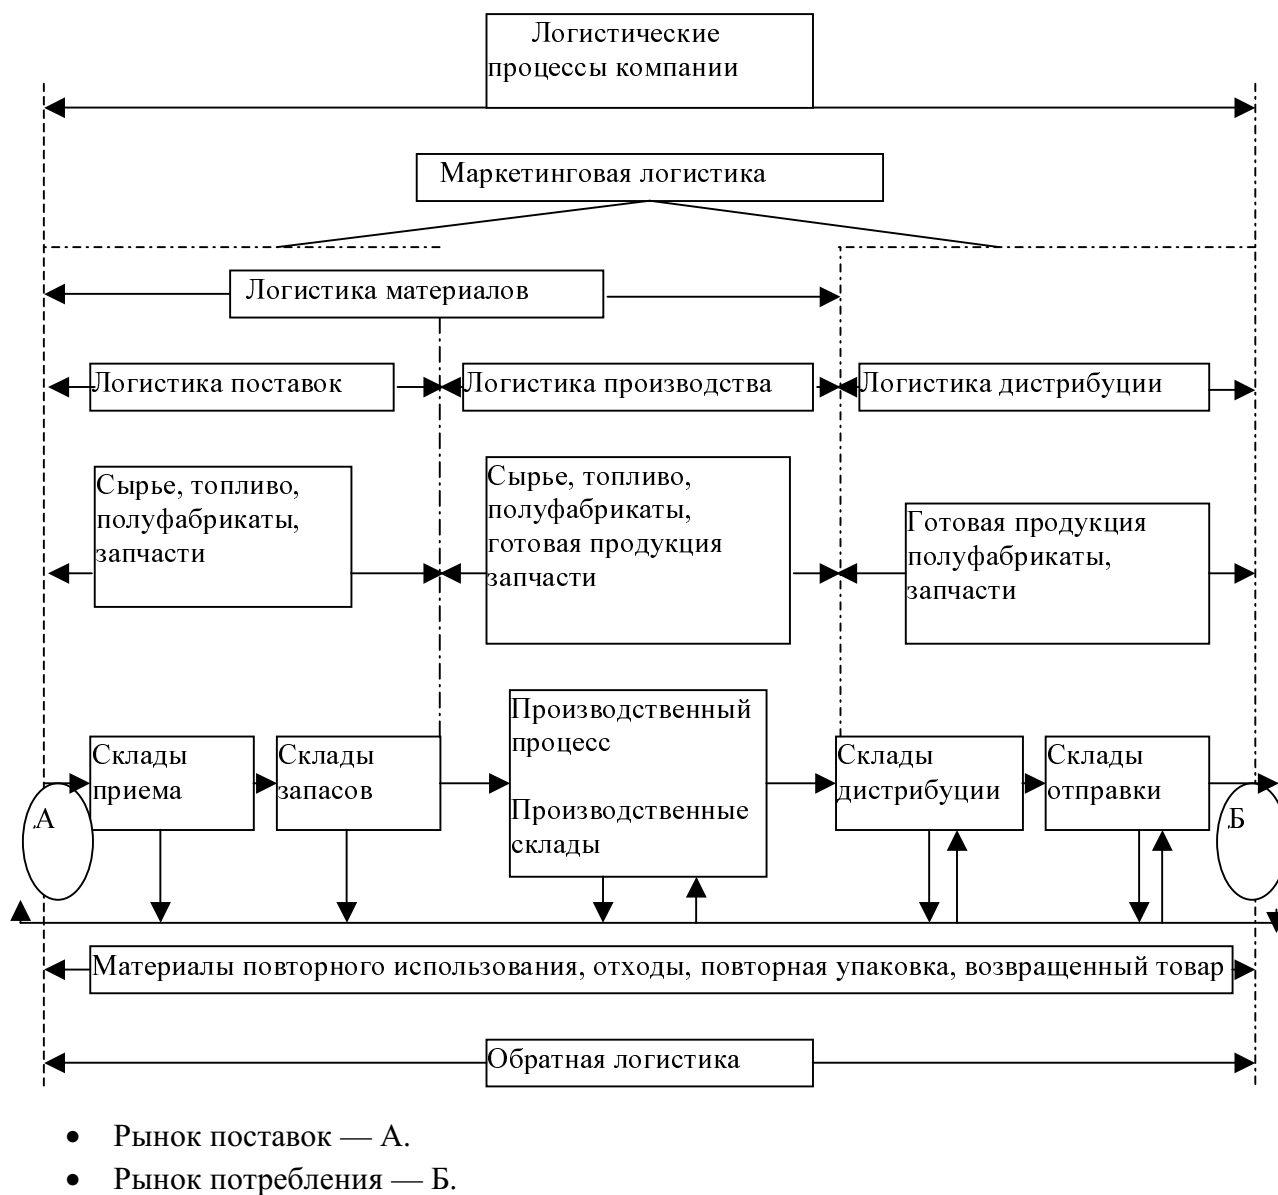 Логистические
процессы компании
Маркетинговая логистика
Логистика материалов
Логистика поставок
Логистика производства
Логистика дистрибуции
Сырье, топливо,
полуфабрикаты,
запчасти
Сырье, топливо,
полуфабрикаты,
готовая продукция
запчасти
Готовая продукция
полуфабрикаты,
запчасти
Склады
приема
Склады
запасов
Производственный
процесс
Производственные
склады
Склады
дистрибуции
Склады
отправки
А
Б
Материалы повторного использования, отходы, повторная упаковка, возвращенный товар
Обратная логистика
• Рынок поставок — А.
• Рынок потребления — Б.